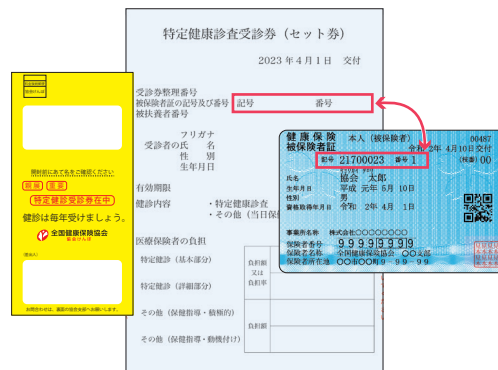 特定健康診査受診券（セット券）
2023年4月1日 交付
受診券整理番号
被保険者証の記号及び番号 記号 番号
被扶養者番号
フリガナ
受診者の氏 名
性 別
生年月日
有効期限
健診内容 ・特定健康診査
・その他（当日保
医療保険者の負担
特定健診（基本部分）
負担額
又は
負担率
特定健診（詳細部分）
その他（保健指導・積極的）
負担額
その他（保健指導・動機付け）
開封前にあて名をご確認ください
親展 重要
特定健診受診券在中
健診は毎年受けましょう。
全国健康保険協会
協会けんぽ
健康保険 本人（被保険者） 00487
被保険者証 令和 2年 4月10日交付
記号 21700023 番号 1 (枝番) 00
氏名 協会 太郎
生年月日 平成 元年 5月 10日
性別 男
資格取得年月日 令和 2年 4月 1日
事業所名称 株式会社○○○○○○○○
保険者番号 99999999
保険者名称 全国健康保険協会 ○○支部
保険者所在地 ○○市○○町9-99-99